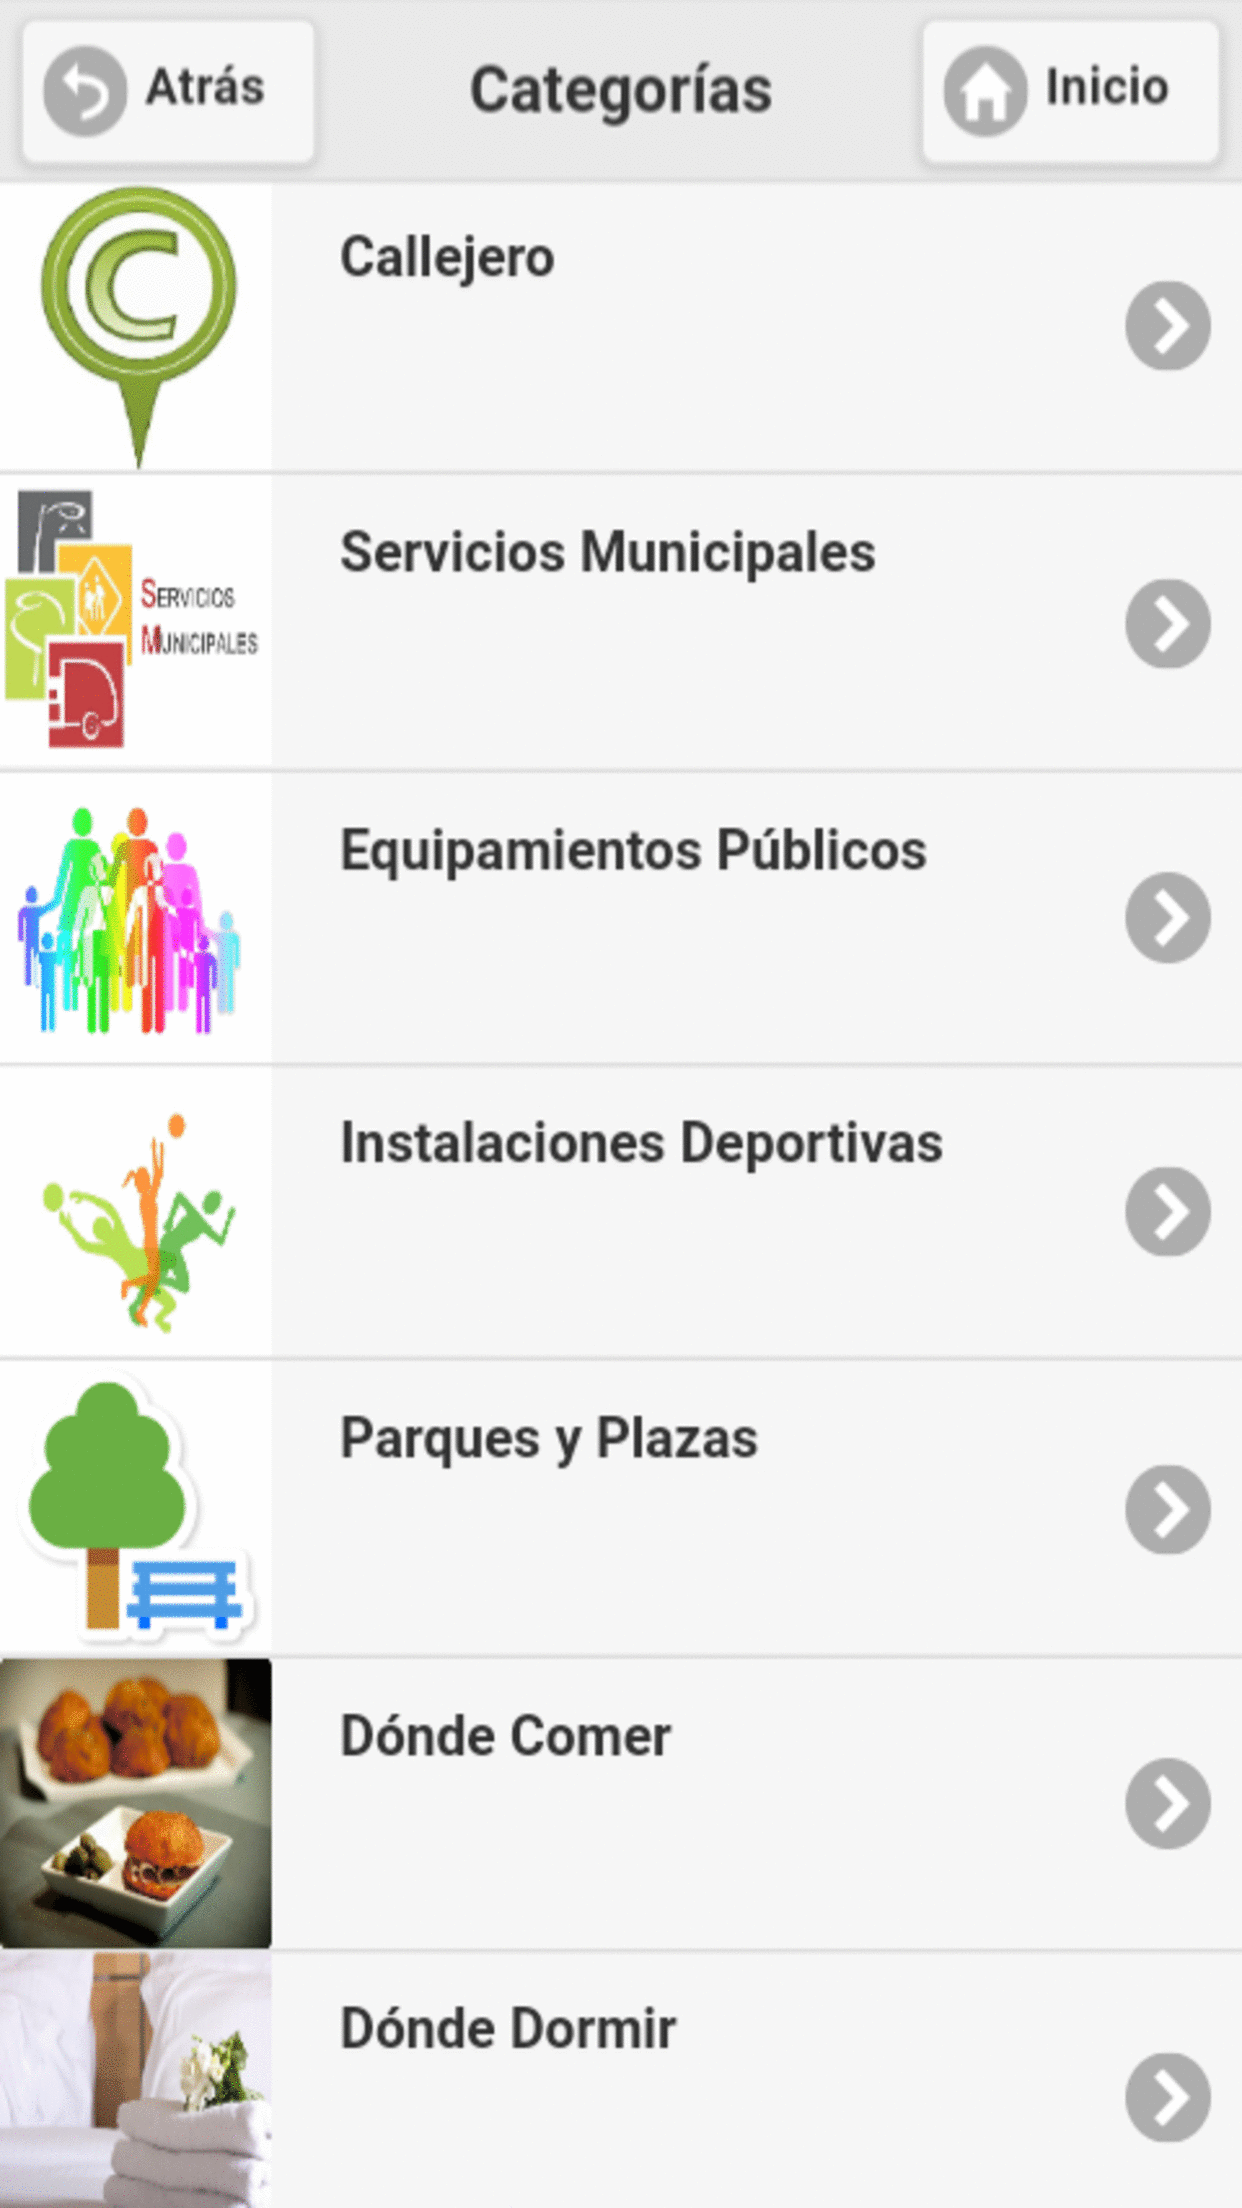 Atrás
Categorías
Inicio
Callejero
C
Servicios Municipales
SERVICIOS
MUNICIPALES
Equipamientos Públicos
Instalaciones Deportivas
Parques y Plazas
Dónde Comer
Dónde Dormir